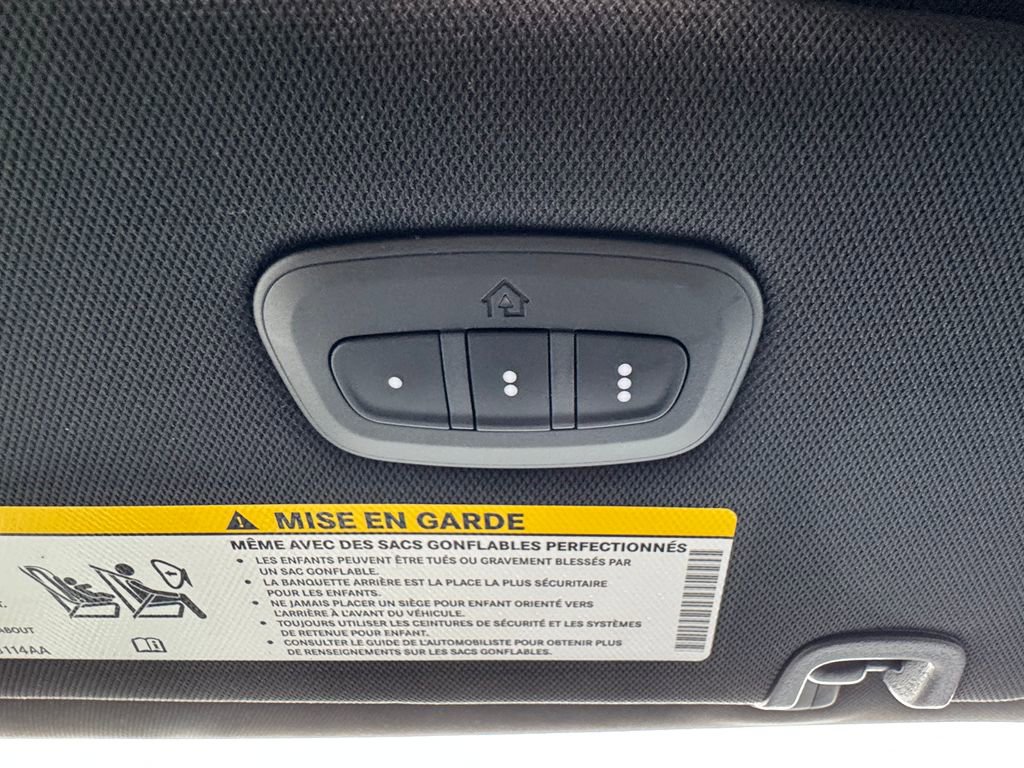 MISE EN GARDE
MÊME AVEC DES SACS GONFLABLES PERFECTIONNÉS
• LES ENFANTS PEUVENT ÊTRE TUÉS OU GRAVEMENT BLESSÉS PAR
UN SAC GONFLABLE.
• LA BANQUETTE ARRIÈRE EST LA PLACE LA PLUS SÉCURITAIRE
POUR LES ENFANTS.
• NE JAMAIS PLACER UN SIÈGE POUR ENFANT ORIENTÉ VERS
L'ARRIÈRE À L'AVANT DU VÉHICULE.
• TOUJOURS UTILISER LES CEINTURES DE SÉCURITÉ ET LES SYSTÈMES
DE RETENUE POUR ENFANT.
• CONSULTER LE GUIDE DE L'AUTOMOBILISTE POUR OBTENIR PLUS
DE RENSEIGNEMENTS SUR LES SACS GONFLABLES.
ABOUT
114AA